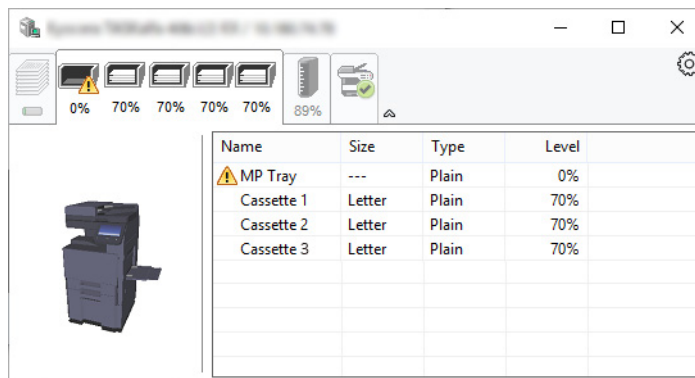 0% 70% 70% 70% 70% 89%
Name Size Type Level
MP Tray --- Plain 0%
Cassette 1 Letter Plain 70%
Cassette 2 Letter Plain 70%
Cassette 3 Letter Plain 70%